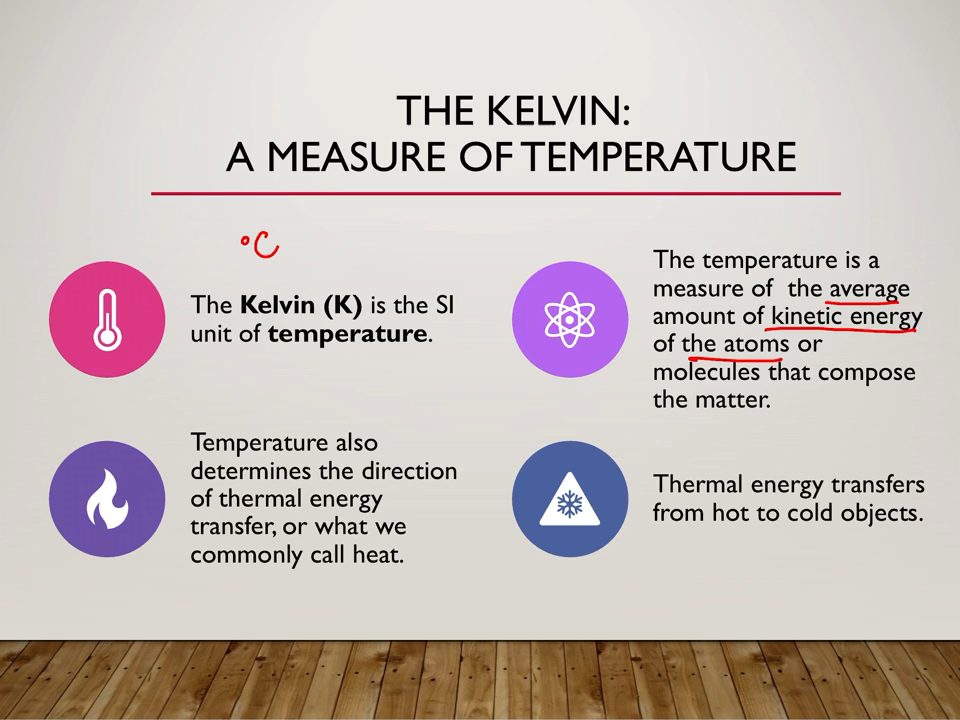 THE KELVIN:
A MEASURE OF TEMPERATURE
°C
The Kelvin (K) is the SI
unit of temperature.
The temperature is a
measure of the average
amount of kinetic energy
of the atoms or
molecules that compose
the matter.
Temperature also
determines the direction
of thermal energy
transfer, or what we
commonly call heat.
Thermal energy transfers
from hot to cold objects.